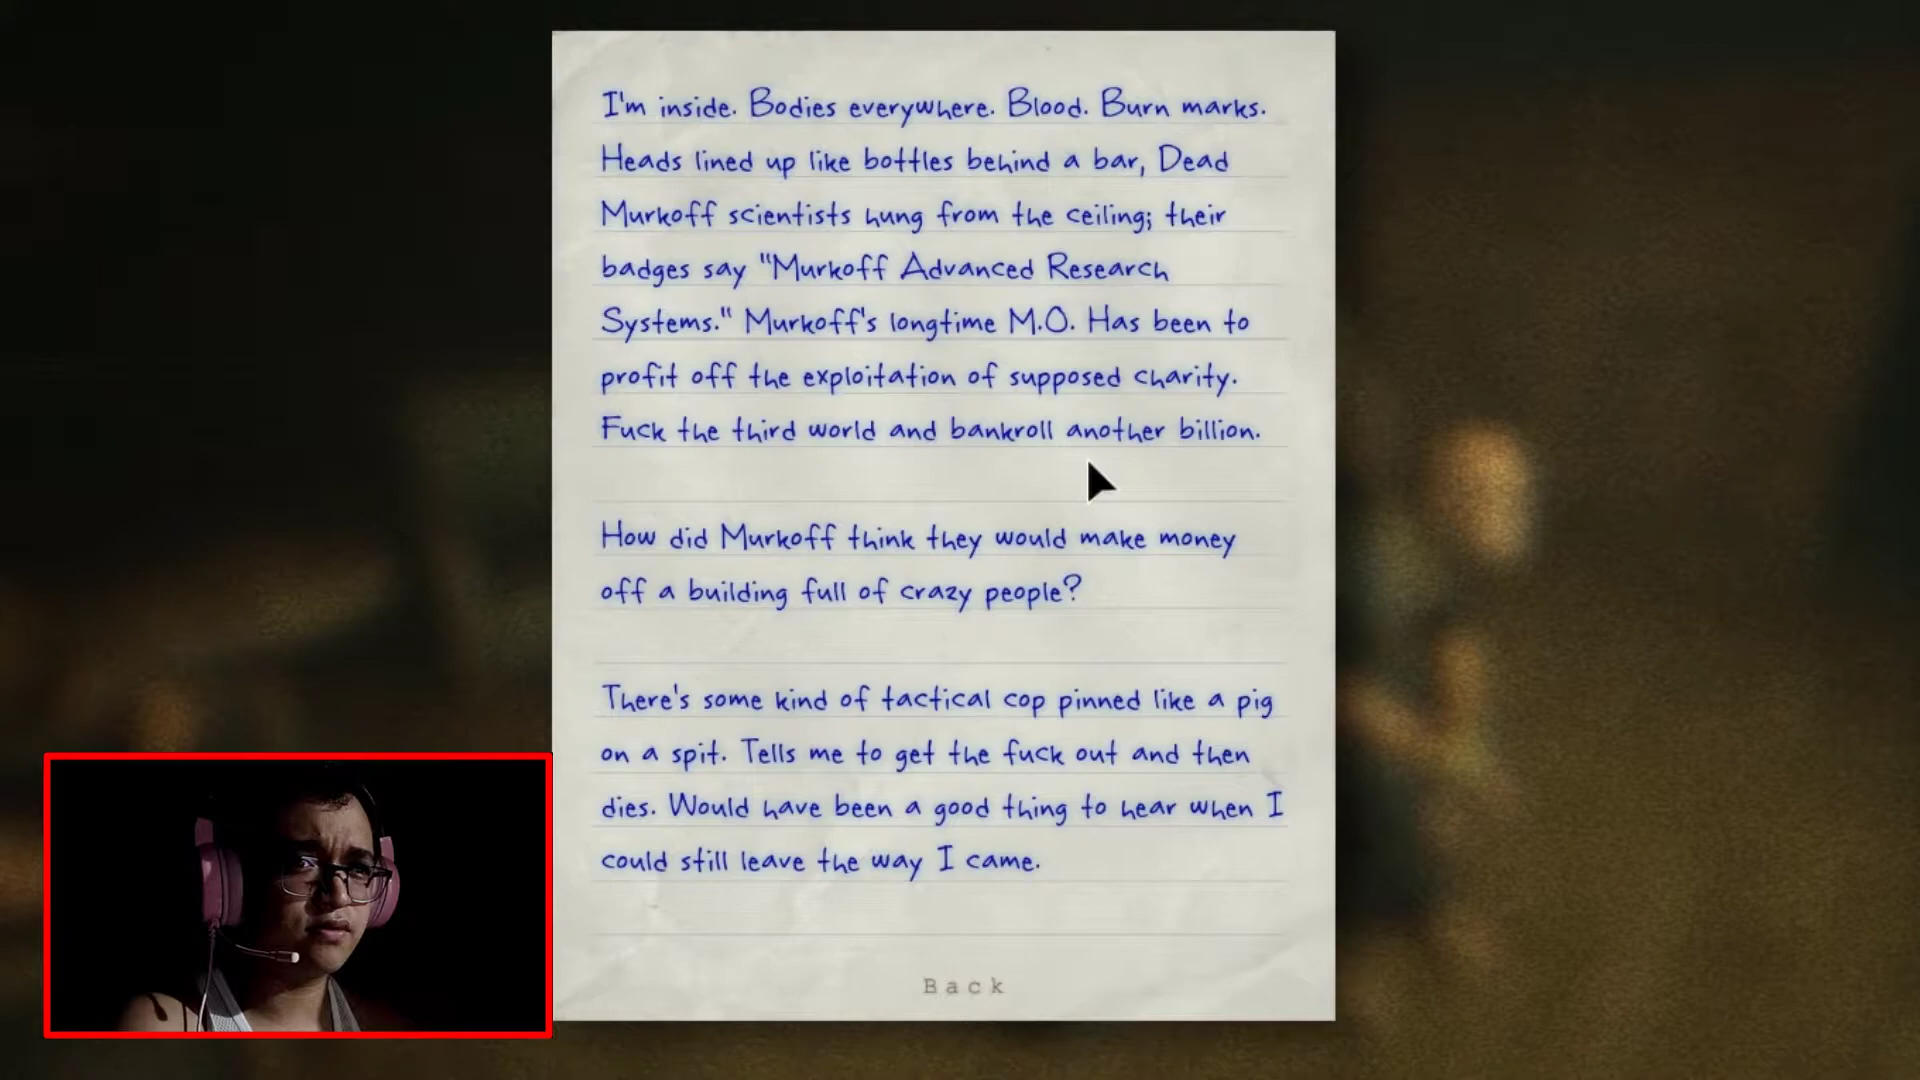 I'm inside. Bodies everywhere. Blood. Burn marks.
Heads lined up like bottles behind a bar, Dead
Murkoff scientists hung from the ceiling; their
badges say "Murkoff Advanced Research
Systems." Murkoff's longtime M.O. Has been to
profit off the exploitation of supposed charity.
Fuck the third world and bankroll another billion.
How did Murkoff think they would make money
off a building full of crazy people?
There's some kind of tactical cop pinned like a pig
on a spit. Tells me to get the fuck out and then
dies. Would have been a good thing to hear when I
could still leave the way I came.
Back